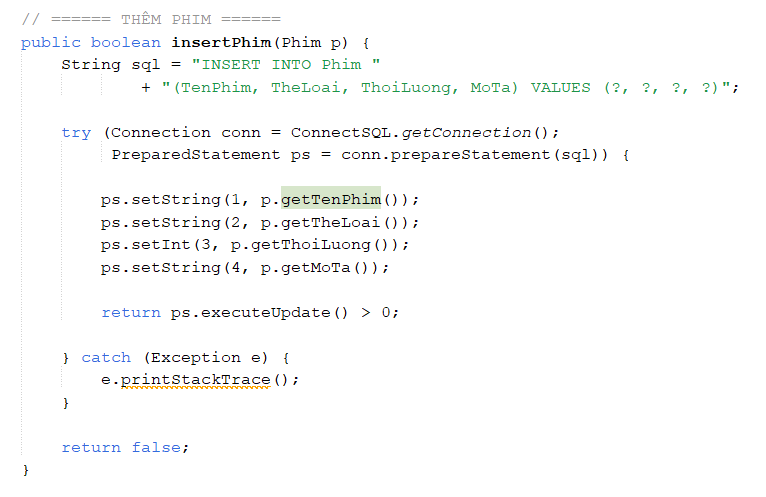 // ====== THÊM PHIM ======
public boolean insertPhim(Phim p) {
    String sql = "INSERT INTO Phim "
            + "(TenPhim, TheLoai, ThoiLuong, MoTa) VALUES (?, ?, ?, ?)";

    try (Connection conn = ConnectSQL.getConnection();
         PreparedStatement ps = conn.prepareStatement(sql)) {

        ps.setString(1, p.getTenPhim());
        ps.setString(2, p.getTheLoai());
        ps.setInt(3, p.getThoiLuong());
        ps.setString(4, p.getMoTa());

        return ps.executeUpdate() > 0;

    } catch (Exception e) {
        e.printStackTrace();
    }

    return false;
}